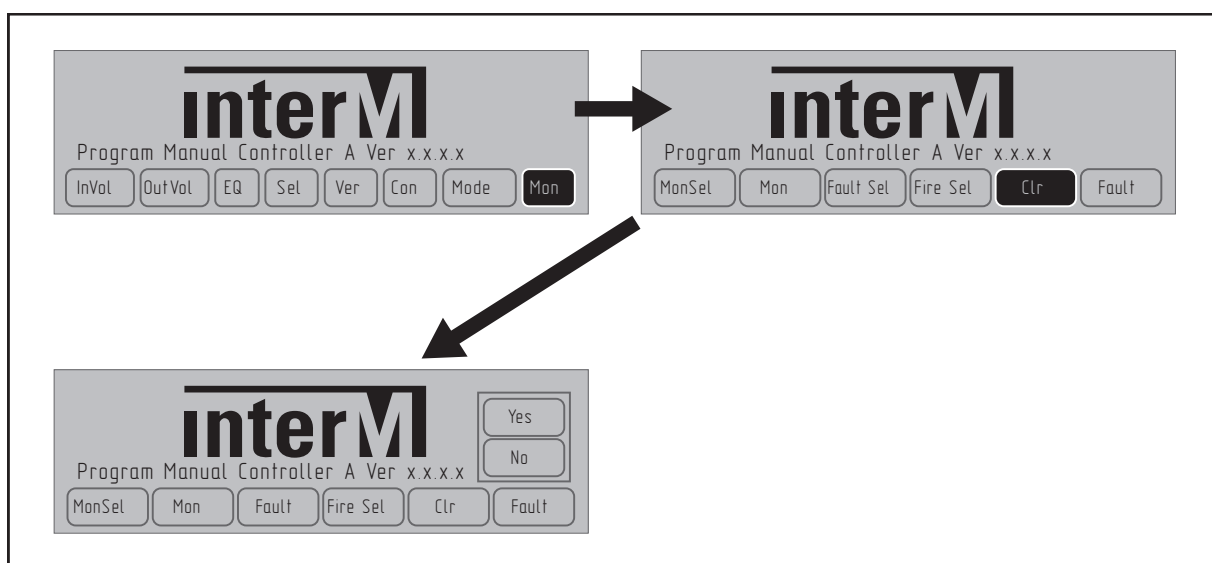 interM
Program Manual Controller A Ver x.x.x.x
InVol OutVol EQ Sel Ver Con Mode Mon
interM
Program Manual Controller A Ver x.x.x.x
MonSel Mon Fault Sel Fire Sel Clr Fault
interM
Yes
No
Program Manual Controller A Ver x.x.x.x
MonSel Mon Fault Fire Sel Clr Fault